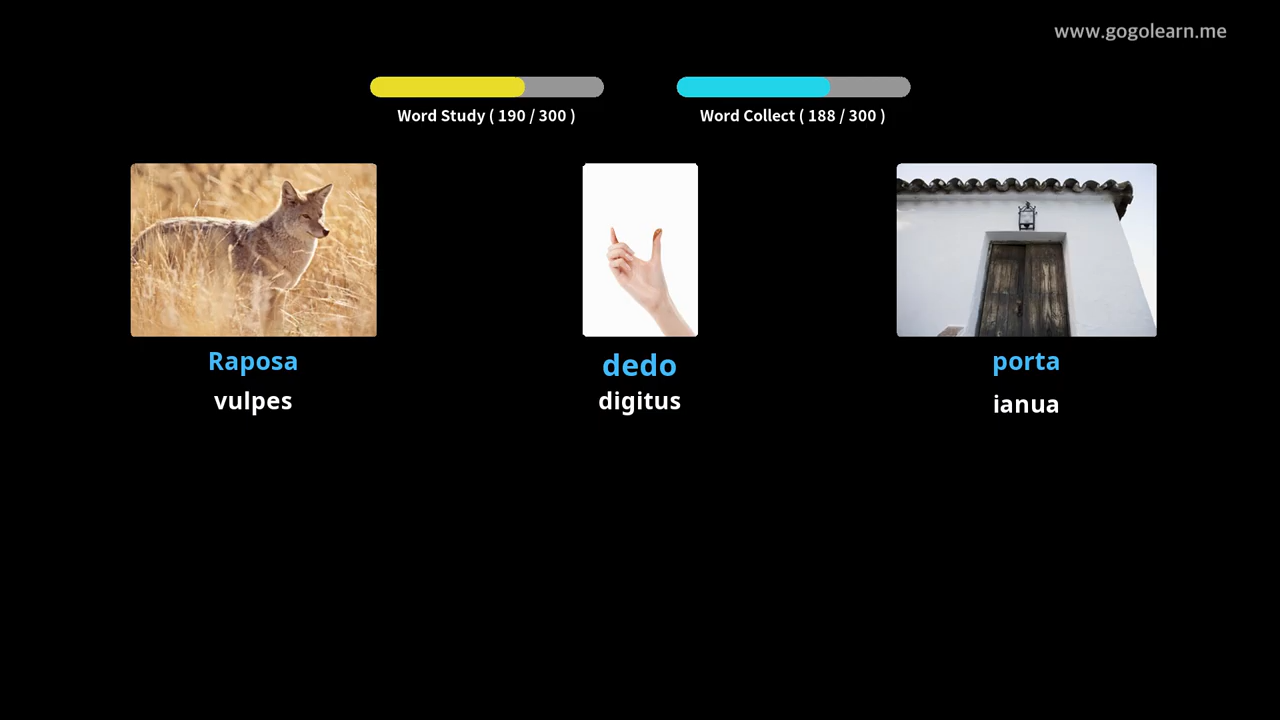 www.gogolearn.me
Word Study ( 190 / 300 )
Word Collect ( 188 / 300 )
Raposa
vulpes
dedo
digitus
porta
ianua